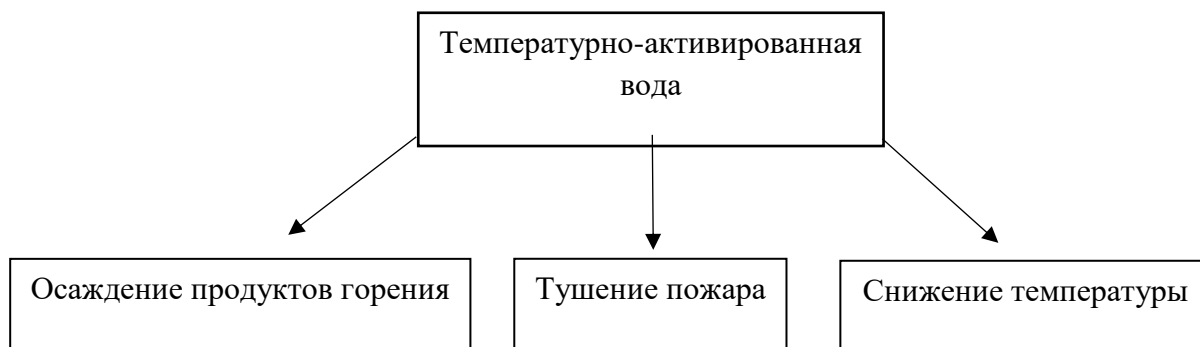 Температурно-активированная
вода
Осаждение продуктов горения
Тушение пожара
Снижение температуры